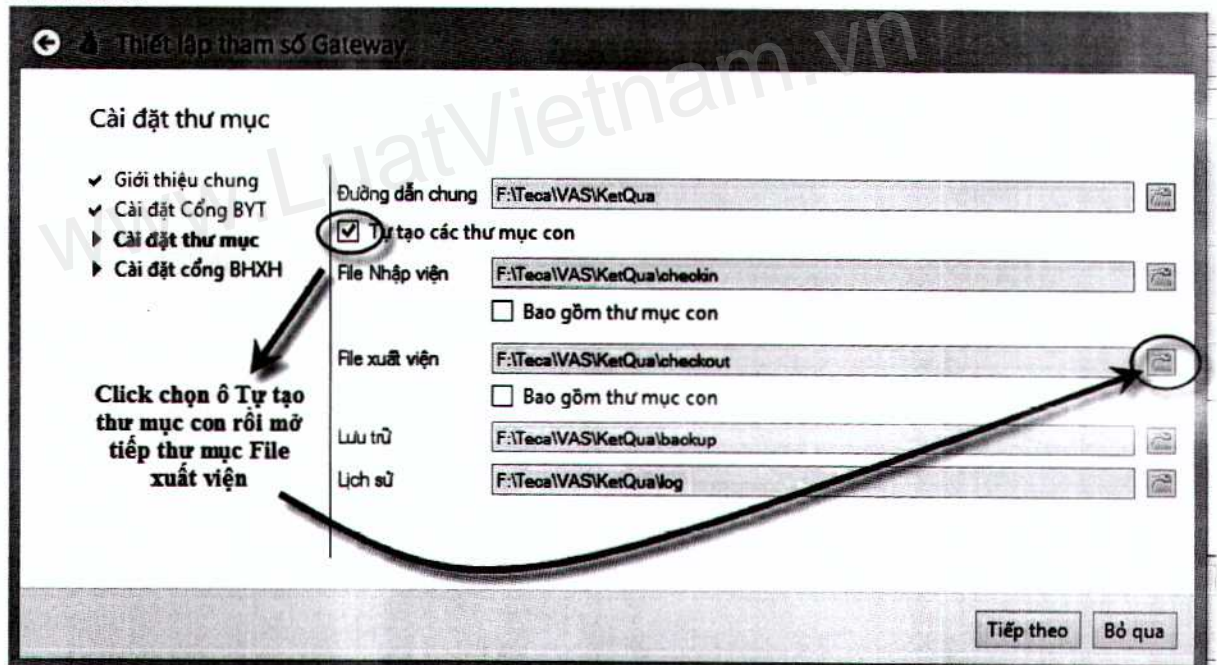 Thiết lập tham số Gateway
www.LuatVietnam.vn
Cài đặt thư mục
✔ Giới thiệu chung
✔ Cài đặt Cổng BYT
▶ Cài đặt thư mục
▶ Cài đặt cổng BHXH
Đường dẫn chung F:\Teca\VAS\KetQua
Tự tạo các thư mục con
File Nhập viện F:\Teca\VAS\KetQua\checkin
Bao gồm thư mục con
File xuất viện F:\Teca\VAS\KetQua\checkout
Bao gồm thư mục con
Lưu trữ F:\Teca\VAS\KetQua\backup
Lịch sử F:\Teca\VAS\KetQua\log
Click chọn ô Tự tạo
thư mục con rồi mở
tiếp thư mục File
xuất viện
Tiếp theo Bỏ qua